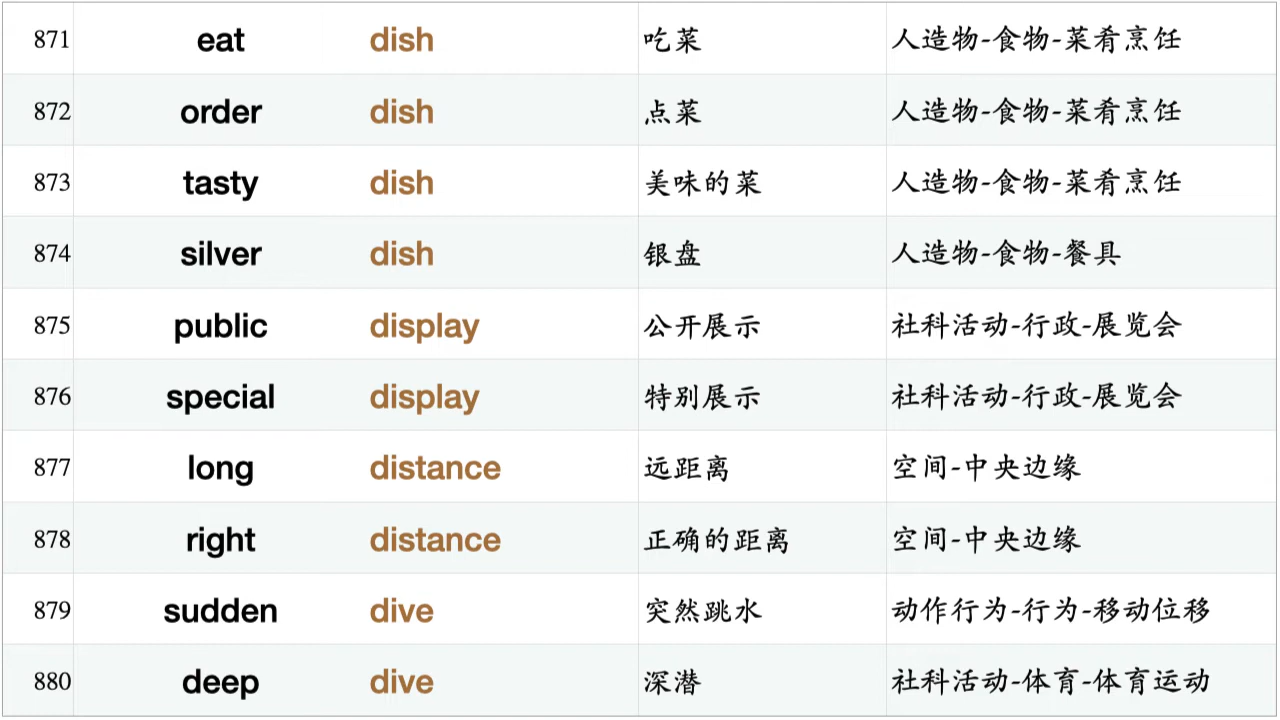 871 eat dish 吃菜 人造物-食物-菜肴烹饪
872 order dish 点菜 人造物-食物-菜肴烹饪
873 tasty dish 美味的菜 人造物-食物-菜肴烹饪
874 silver dish 银盘 人造物-食物-餐具
875 public display 公开展示 社科活动-行政-展览会
876 special display 特别展示 社科活动-行政-展览会
877 long distance 远距离 空间-中央边缘
878 right distance 正确的距离 空间-中央边缘
879 sudden dive 突然跳水 动作行为-行为-移动位移
880 deep dive 深潜 社科活动-体育-体育运动